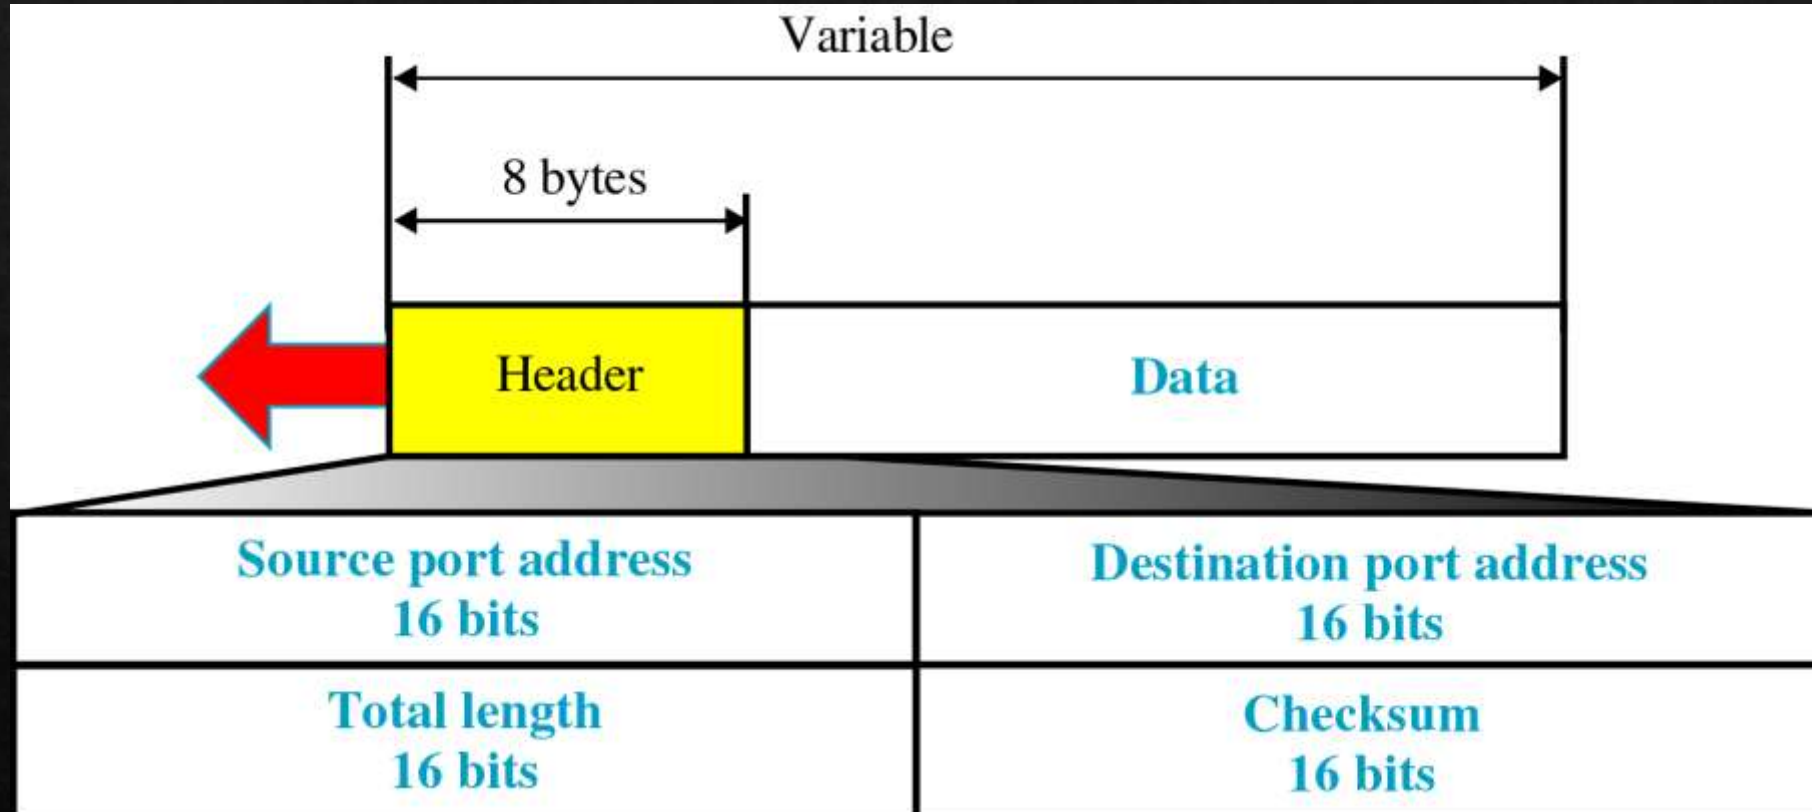 Variable
8 bytes
Header
Data
Source port address
16 bits
Destination port address
16 bits
Total length
16 bits
Checksum
16 bits